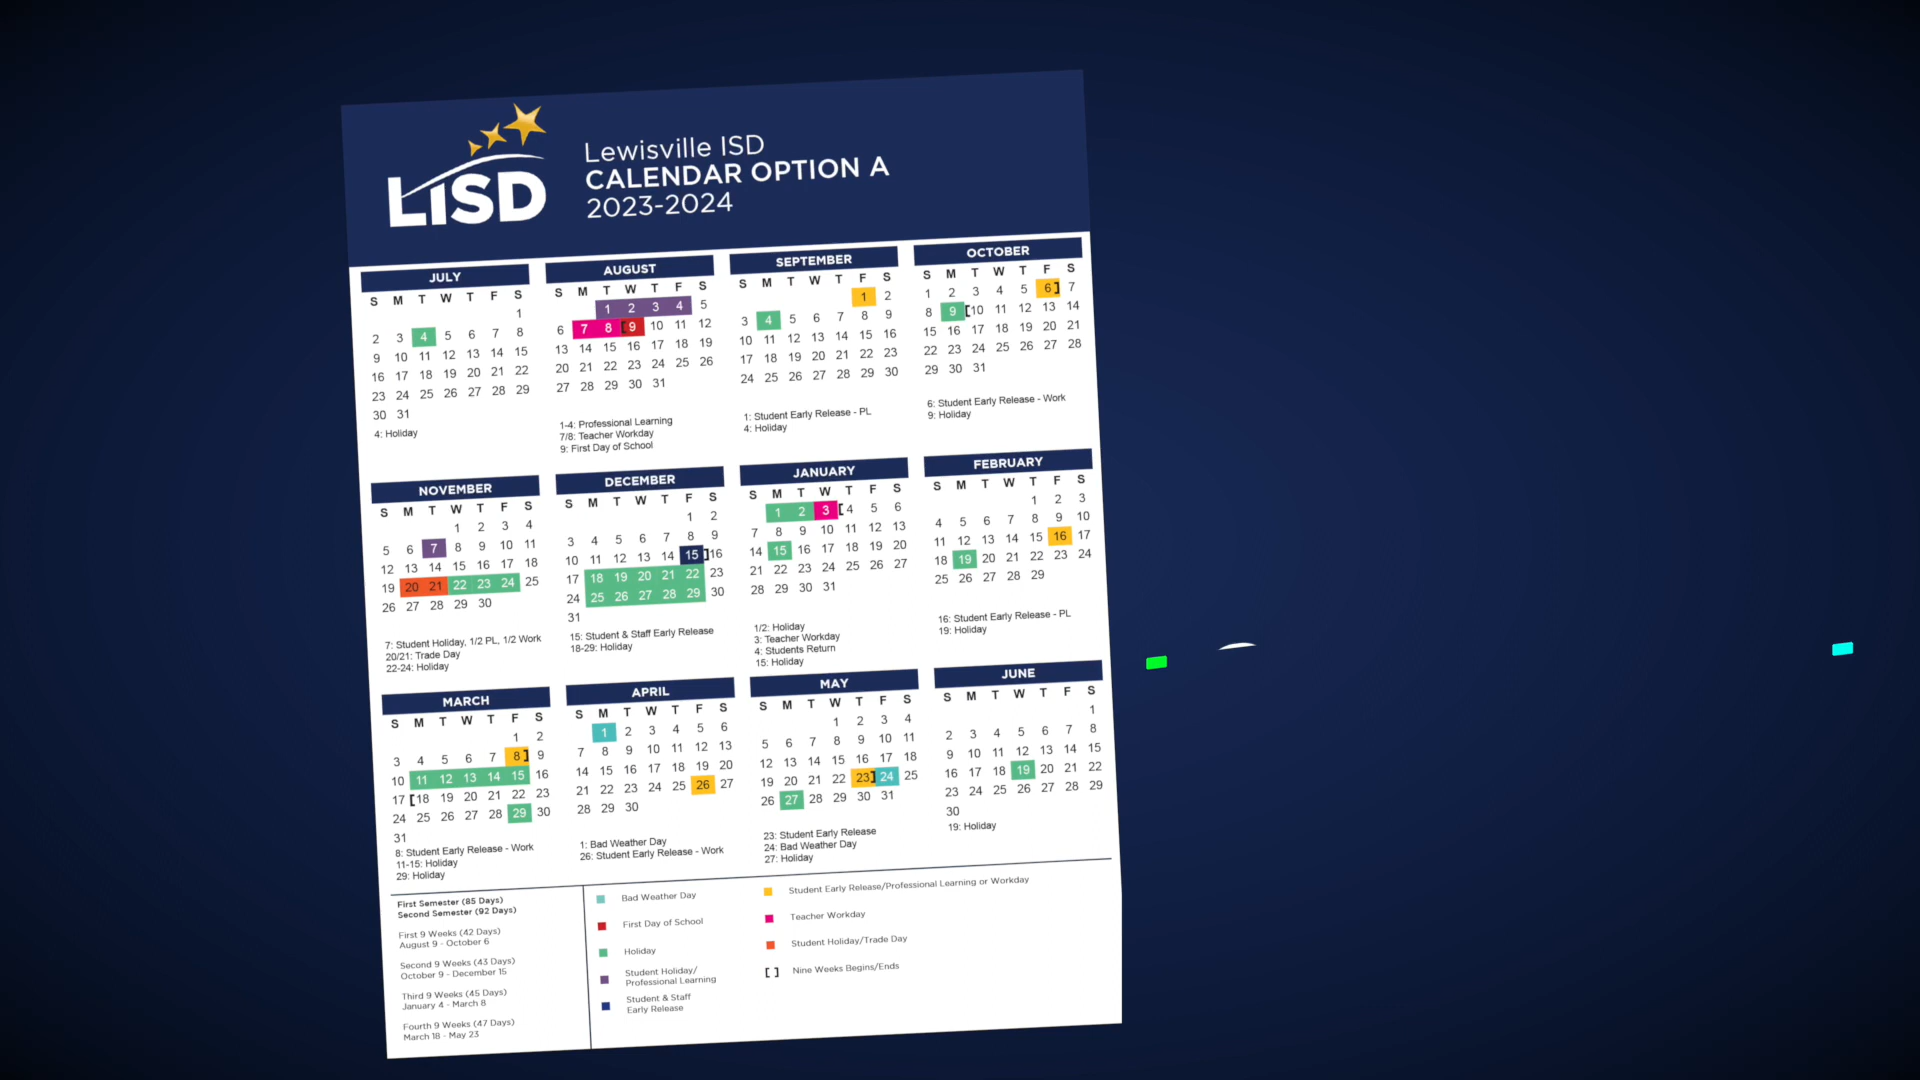 LISD
Lewisville ISD
CALENDAR OPTION A
2023-2024
JULY
S M T W T F S
1
2 3 4 5 6 7 8
9 10 11 12 13 14 15
16 17 18 19 20 21 22
23 24 25 26 27 28 29
30 31
4: Holiday
AUGUST
S M T W T F S
1 2 3 4 5
6 7 8 [9 10 11 12
13 14 15 16 17 18 19
20 21 22 23 24 25 26
27 28 29 30 31
1-4: Professional Learning
7/8: Teacher Workday
9: First Day of School
SEPTEMBER
S M T W T F S
1 2
3 4 5 6 7 8 9
10 11 12 13 14 15 16
17 18 19 20 21 22 23
24 25 26 27 28 29 30
1: Student Early Release - PL
4: Holiday
OCTOBER
S M T W T F S
1 2 3 4 5 6] 7
8 9 [10 11 12 13 14
15 16 17 18 19 20 21
22 23 24 25 26 27 28
29 30 31
6: Student Early Release - Work
9: Holiday
NOVEMBER
S M T W T F S
1 2 3 4
5 6 7 8 9 10 11
12 13 14 15 16 17 18
19 20 21 22 23 24 25
26 27 28 29 30
7: Student Holiday, 1/2 PL, 1/2 Work
20/21: Trade Day
22-24: Holiday
DECEMBER
S M T W T F S
1 2
3 4 5 6 7 8 9
10 11 12 13 14 15 ]16
17 18 19 20 21 22 23
24 25 26 27 28 29 30
31
15: Student & Staff Early Release
18-29: Holiday
JANUARY
S M T W T F S
1 2 3 [4 5 6
7 8 9 10 11 12 13
14 15 16 17 18 19 20
21 22 23 24 25 26 27
28 29 30 31
1/2: Holiday
3: Teacher Workday
4: Students Return
15: Holiday
FEBRUARY
S M T W T F S
1 2 3
4 5 6 7 8 9 10
11 12 13 14 15 16 17
18 19 20 21 22 23 24
25 26 27 28 29
16: Student Early Release - PL
19: Holiday
MARCH
S M T W T F S
1 2
3 4 5 6 7 8] 9
10 11 12 13 14 15 16
17 [18 19 20 21 22 23
24 25 26 27 28 29 30
31
8: Student Early Release - Work
11-15: Holiday
29: Holiday
APRIL
S M T W T F S
1 2 3 4 5 6
7 8 9 10 11 12 13
14 15 16 17 18 19 20
21 22 23 24 25 26 27
28 29 30
1: Bad Weather Day
26: Student Early Release - Work
MAY
S M T W T F S
1 2 3 4
5 6 7 8 9 10 11
12 13 14 15 16 17 18
19 20 21 22 23] 24 25
26 27 28 29 30 31
23: Student Early Release
24: Bad Weather Day
27: Holiday
JUNE
S M T W T F S
1
2 3 4 5 6 7 8
9 10 11 12 13 14 15
16 17 18 19 20 21 22
23 24 25 26 27 28 29
30
19: Holiday
First Semester (85 Days)
Second Semester (92 Days)
First 9 Weeks (42 Days)
August 9 - October 6
Second 9 Weeks (43 Days)
October 9 - December 15
Third 9 Weeks (45 Days)
January 4 - March 8
Fourth 9 Weeks (47 Days)
March 18 - May 23
Bad Weather Day
First Day of School
Holiday
Student Holiday/
Professional Learning
Student & Staff
Early Release
Student Early Release/Professional Learning or Workday
Teacher Workday
Student Holiday/Trade Day
[ ] Nine Weeks Begins/Ends